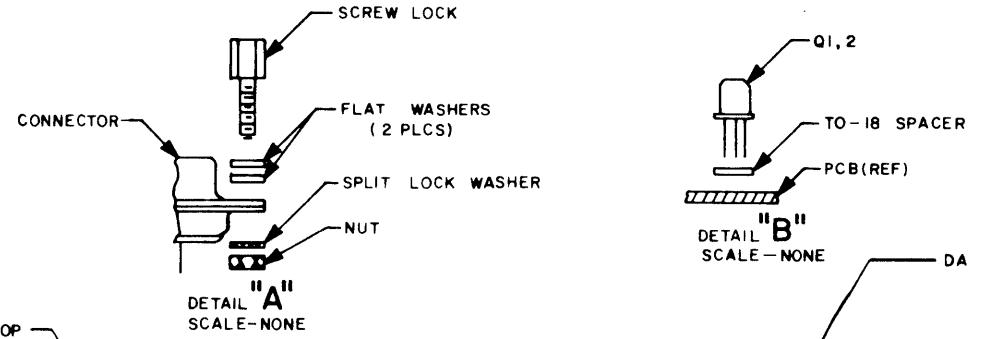 SCREW LOCK
FLAT WASHERS
(2 PLCS)
CONNECTOR
SPLIT LOCK WASHER
NUT
DETAIL "A"
SCALE-NONE
Q1,2
TO-18 SPACER
PCB(REF)
DETAIL "B"
SCALE-NONE
DA
OP